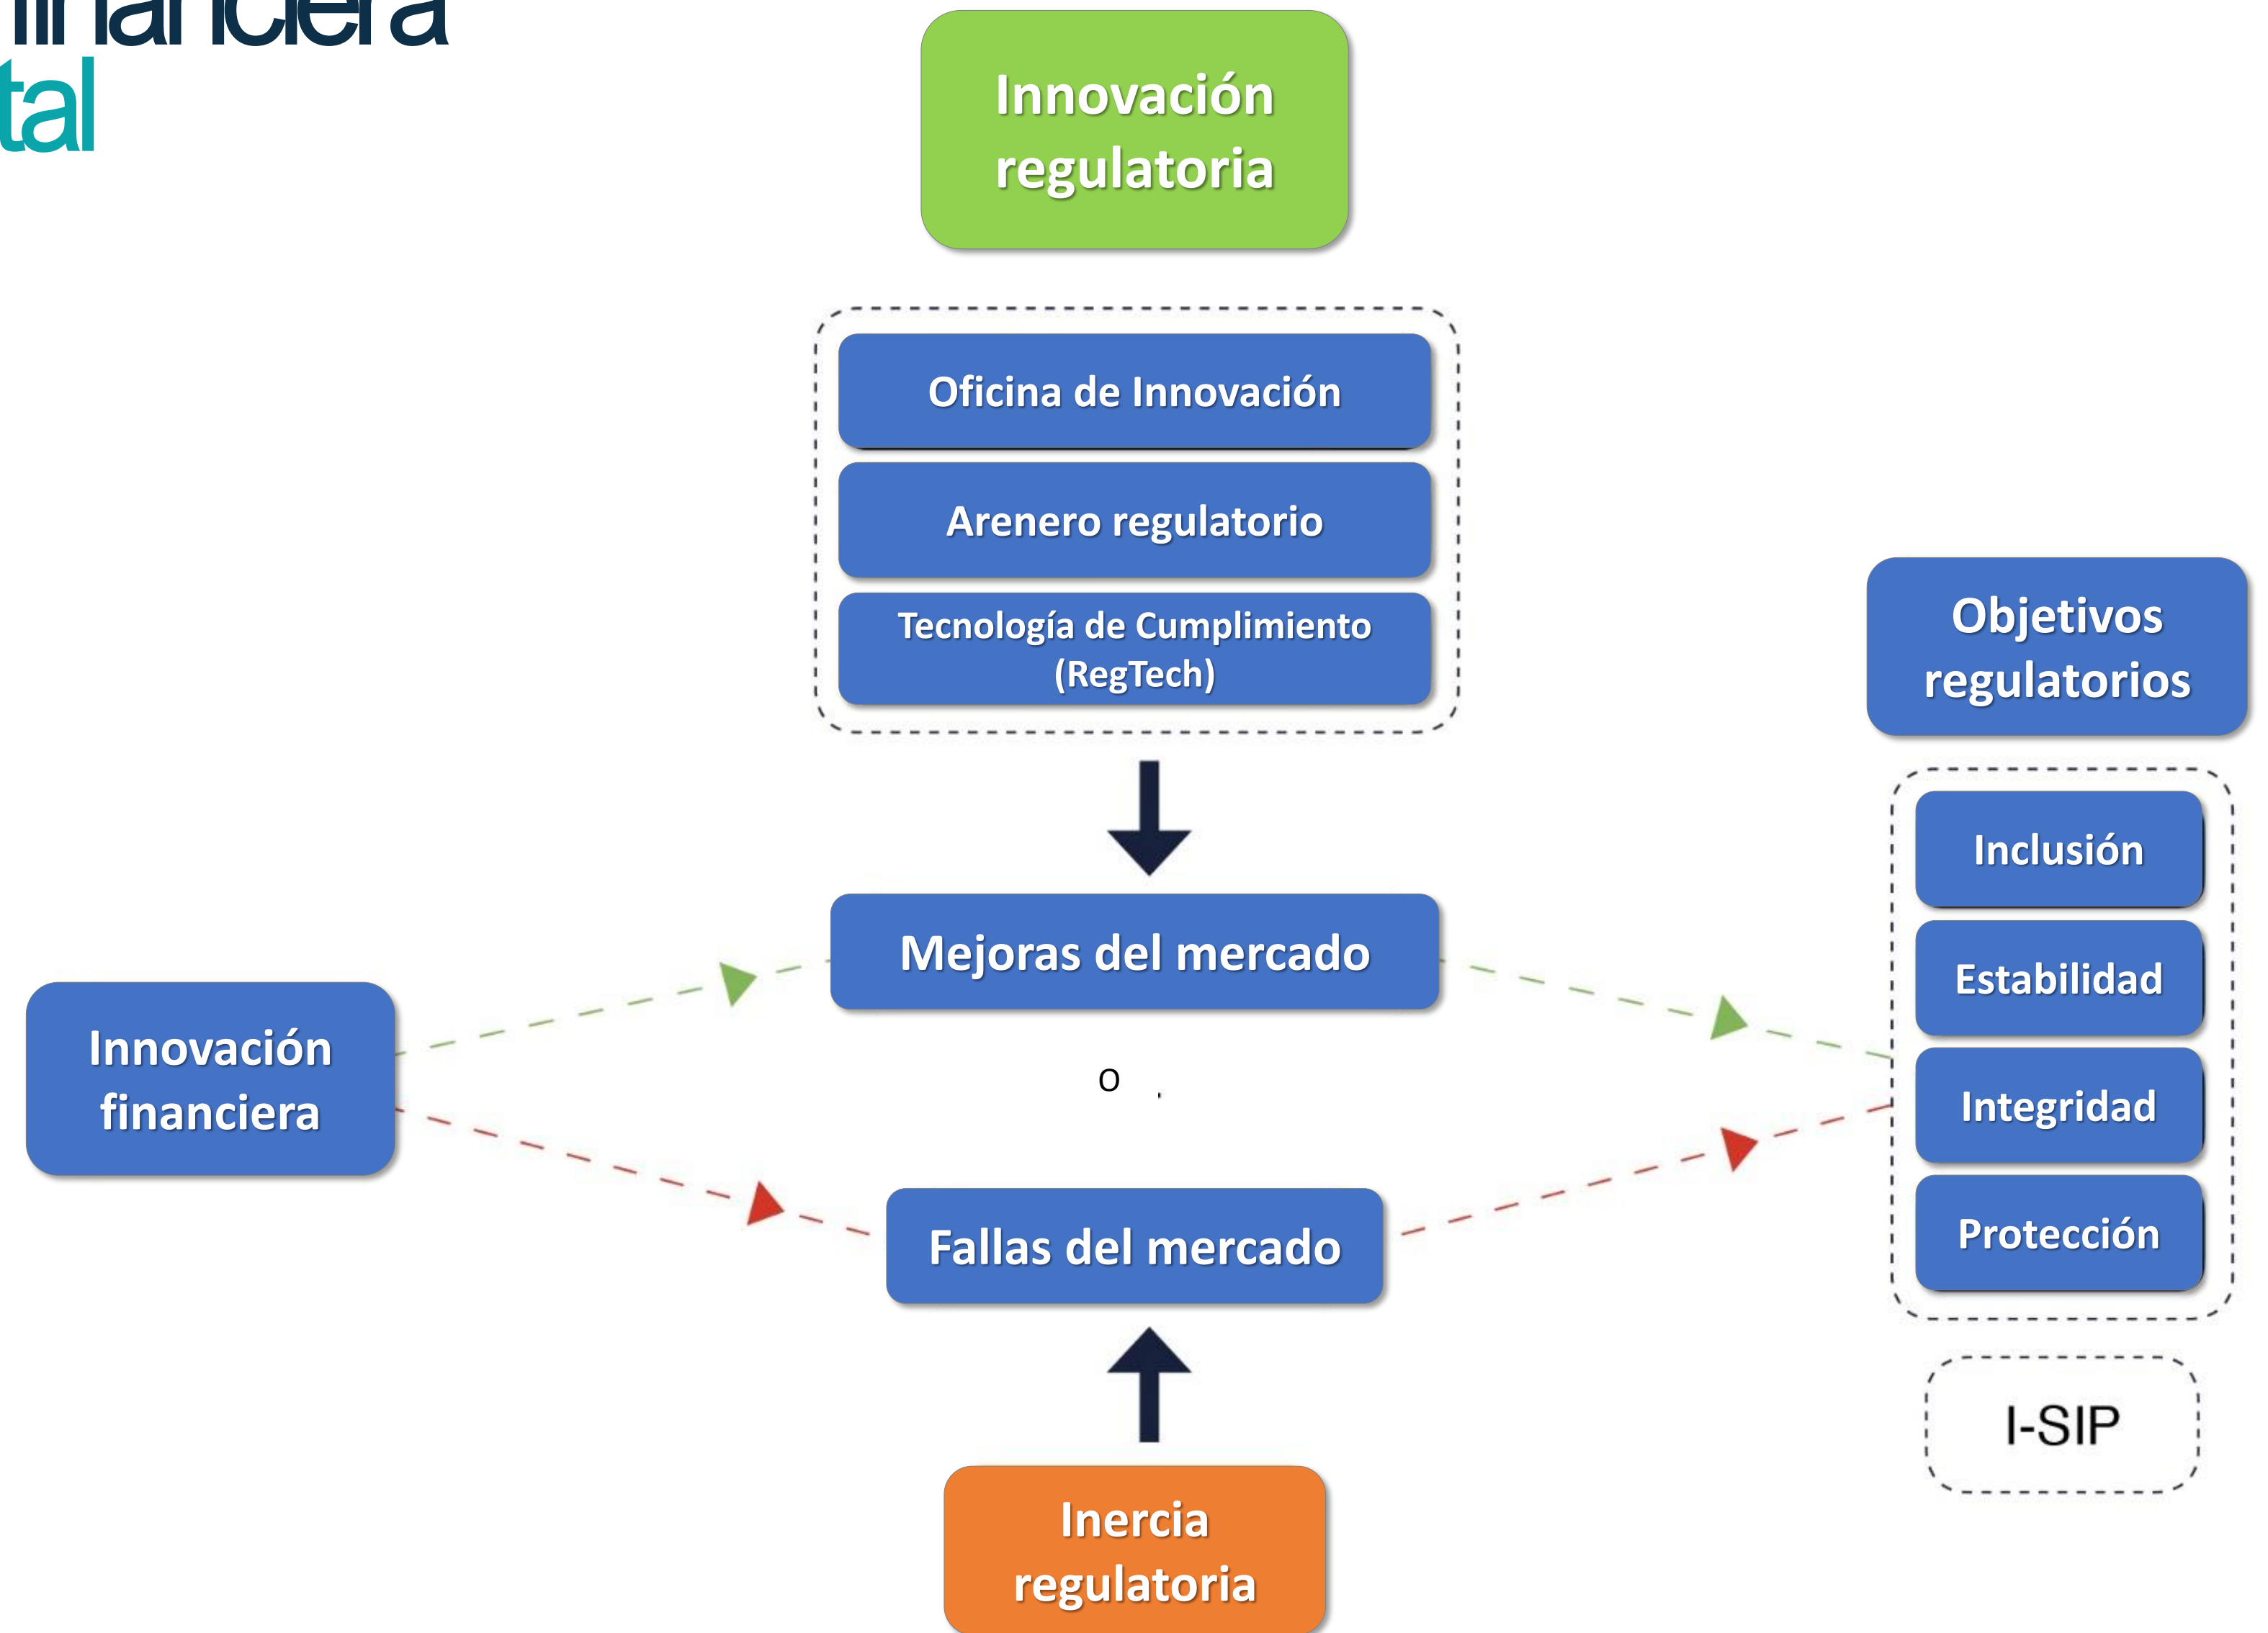 financiera
tal
Innovación
regulatoria
Oficina de Innovación
Arenero regulatorio
Tecnología de Cumplimiento
(RegTech)
Objetivos
regulatorios
Inclusión
Estabilidad
Integridad
Protección
I-SIP
Mejoras del mercado
o .
Fallas del mercado
Innovación
financiera
Inercia
regulatoria